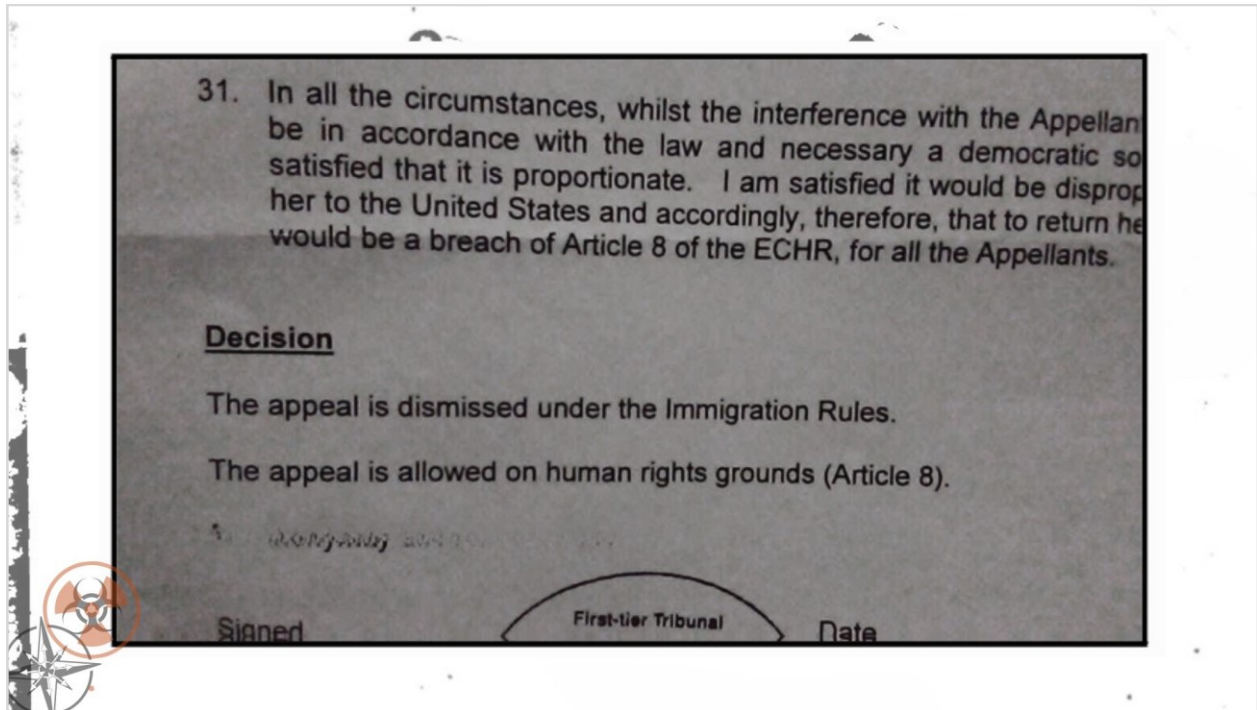 31. In all the circumstances, whilst the interference with the Appellan
be in accordance with the law and necessary a democratic so
satisfied that it is proportionate. I am satisfied it would be disprop
her to the United States and accordingly, therefore, that to return he
would be a breach of Article 8 of the ECHR, for all the Appellants.
Decision
The appeal is dismissed under the Immigration Rules.
The appeal is allowed on human rights grounds (Article 8).
First-tier Tribunal
Signed
Date